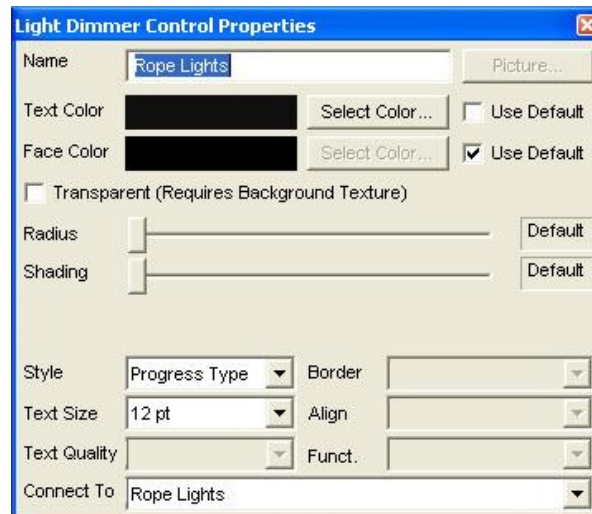 Light Dimmer Control Properties
Name Rope Lights Picture...
Text Color Select Color... Use Default
Face Color Select Color... Use Default
Transparent (Requires Background Texture)
Radius Default
Shading Default
Style Progress Type Border
Text Size 12 pt Align
Text Quality Funct.
Connect To Rope Lights